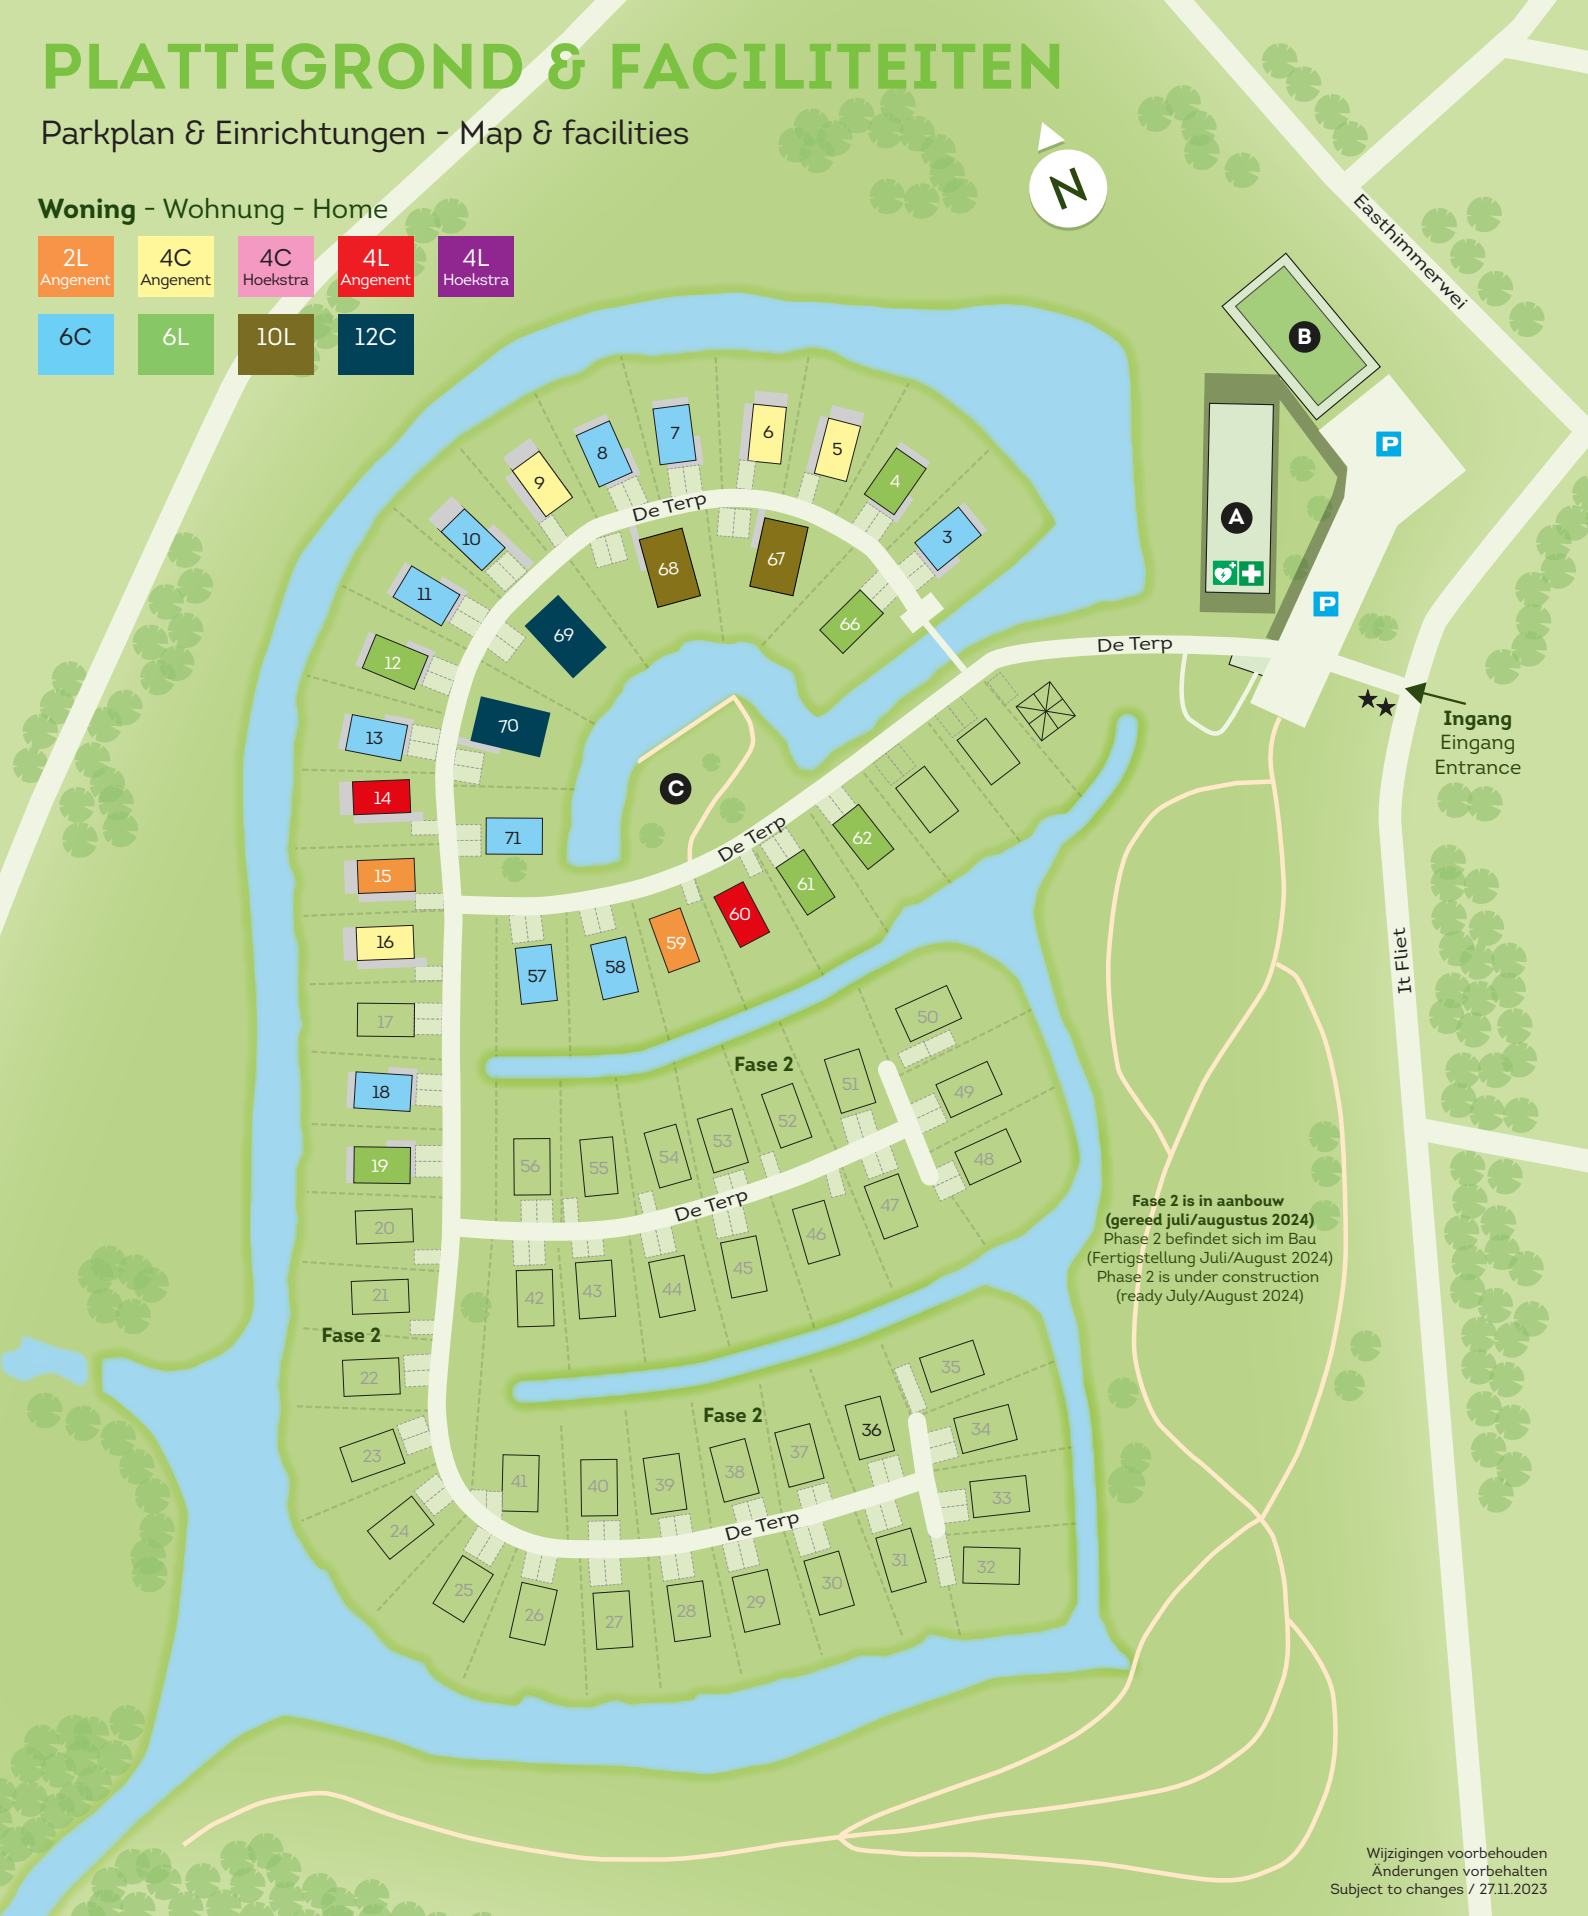 PLATTEGROND & FACILITEITEN
Parkplan & Einrichtungen - Map & facilities
N
Woning - Wohnung - Home
2L
Angenent
4C
Angenent
4C
Hoekstra
4L
Angenent
4L
Hoekstra
6C
6L
10L
12C
Easthimmerwei
B
P
A
P
De Terp
Ingang
Eingang
Entrance
It Fliet
3
4
5
6
7
8
9
10
11
12
13
14
15
16
17
18
19
20
21
Fase 2
22
23
24
25
26
27
28
29
30
31
32
33
34
35
36
37
38
39
40
41
Fase 2
De Terp
42
43
44
45
46
47
48
49
50
51
52
53
54
55
56
Fase 2
De Terp
57
58
59
60
61
62
De Terp
C
66
67
68
69
70
71
De Terp
Fase 2 is in aanbouw
(gereed juli/augustus 2024)
Phase 2 befindet sich im Bau
(Fertigstellung Juli/August 2024)
Phase 2 is under construction
(ready July/August 2024)
Wijzigingen voorbehouden
Änderungen vorbehalten
Subject to changes / 27.11.2023